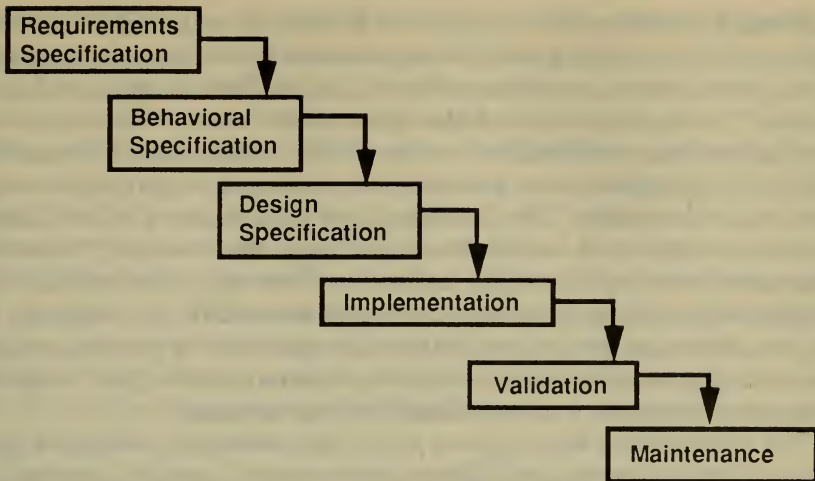 Requirements
Specification
Behavioral
Specification
Design
Specification
Implementation
Validation
Maintenance